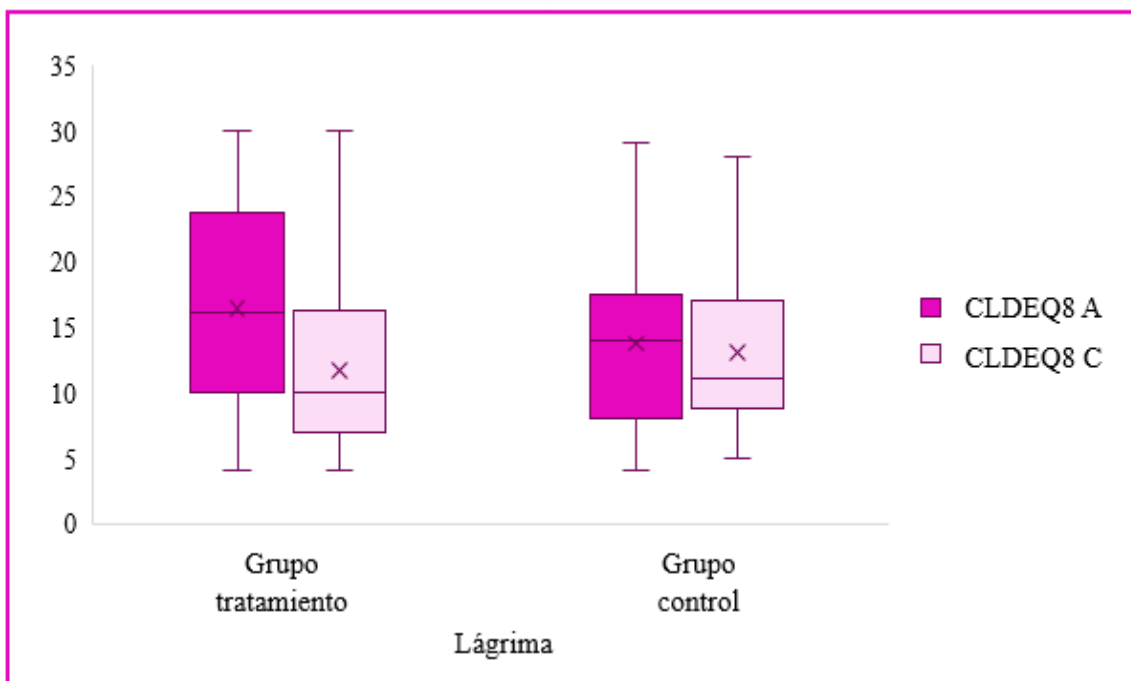 35
30
25
20
15
10
5
0
Grupo
tratamiento
Grupo
control
Lágrima
CLDEQ8 A
CLDEQ8 C